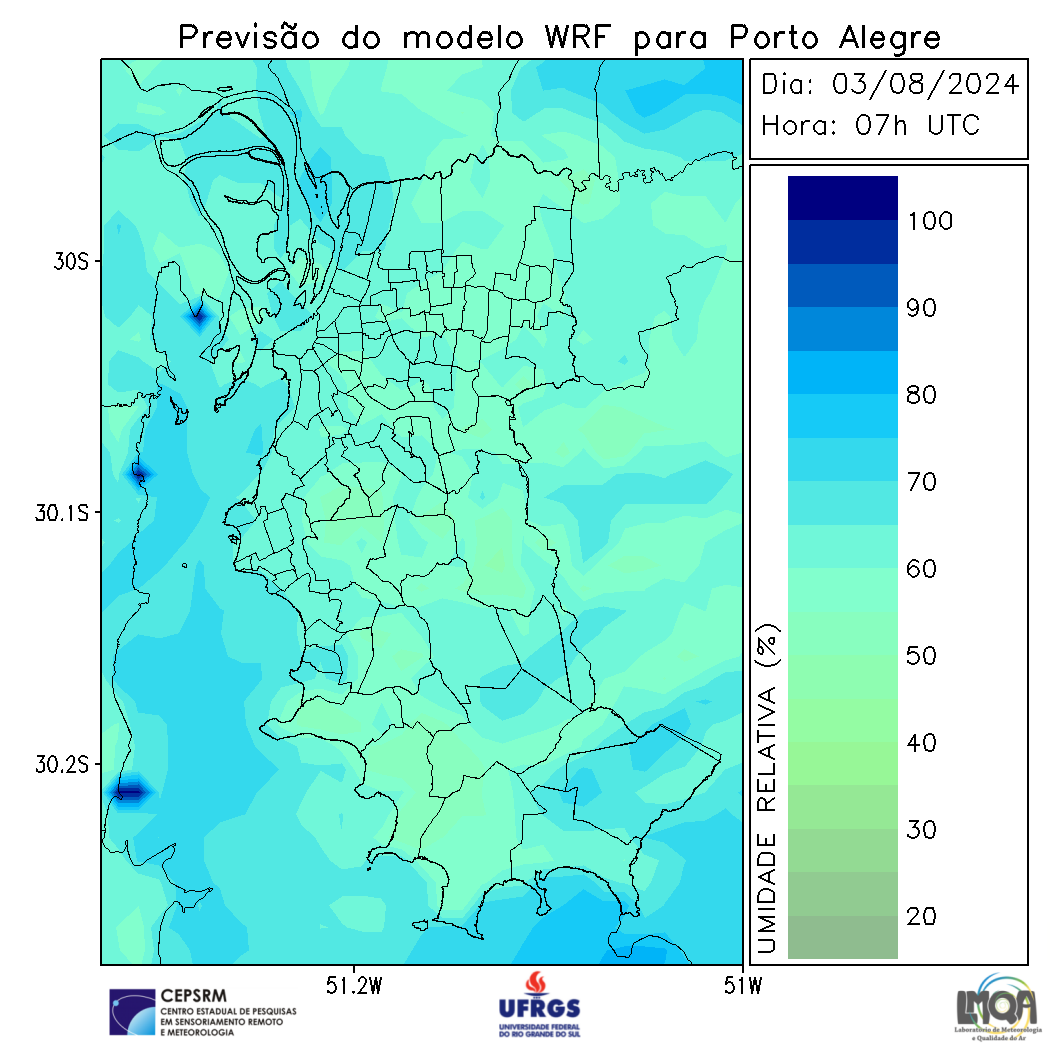 Previsão do modelo WRF para Porto Alegre
Dia: 03/08/2024
Hora: 07h UTC
30S
30.1S
30.2S
51.2W
51W
100
90
80
70
60
50
40
30
20
UMIDADE RELATIVA (%)
CEPSRM
CENTRO ESTADUAL DE PESQUISAS
EM SENSORIAMENTO REMOTO
E METEOROLOGIA
UFRGS
UNIVERSIDADE FEDERAL
DO RIO GRANDE DO SUL
LMQA
Laboratório de Meteorologia
e Qualidade do Ar